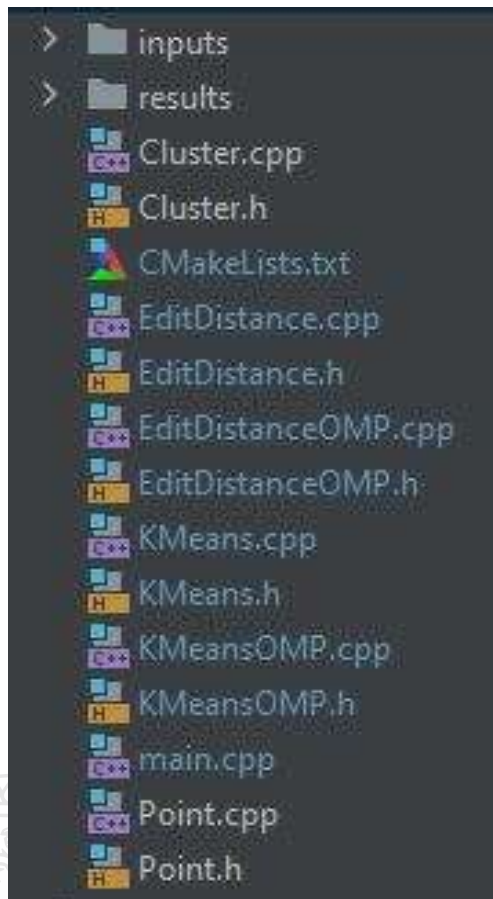 inputs
results
C++ Cluster.cpp
H Cluster.h
CMakeLists.txt
C++ EditDistance.cpp
H EditDistance.h
C++ EditDistanceOMP.cpp
H EditDistanceOMP.h
C++ KMeans.cpp
H KMeans.h
C++ KMeansOMP.cpp
H KMeansOMP.h
C++ main.cpp
C++ Point.cpp
H Point.h